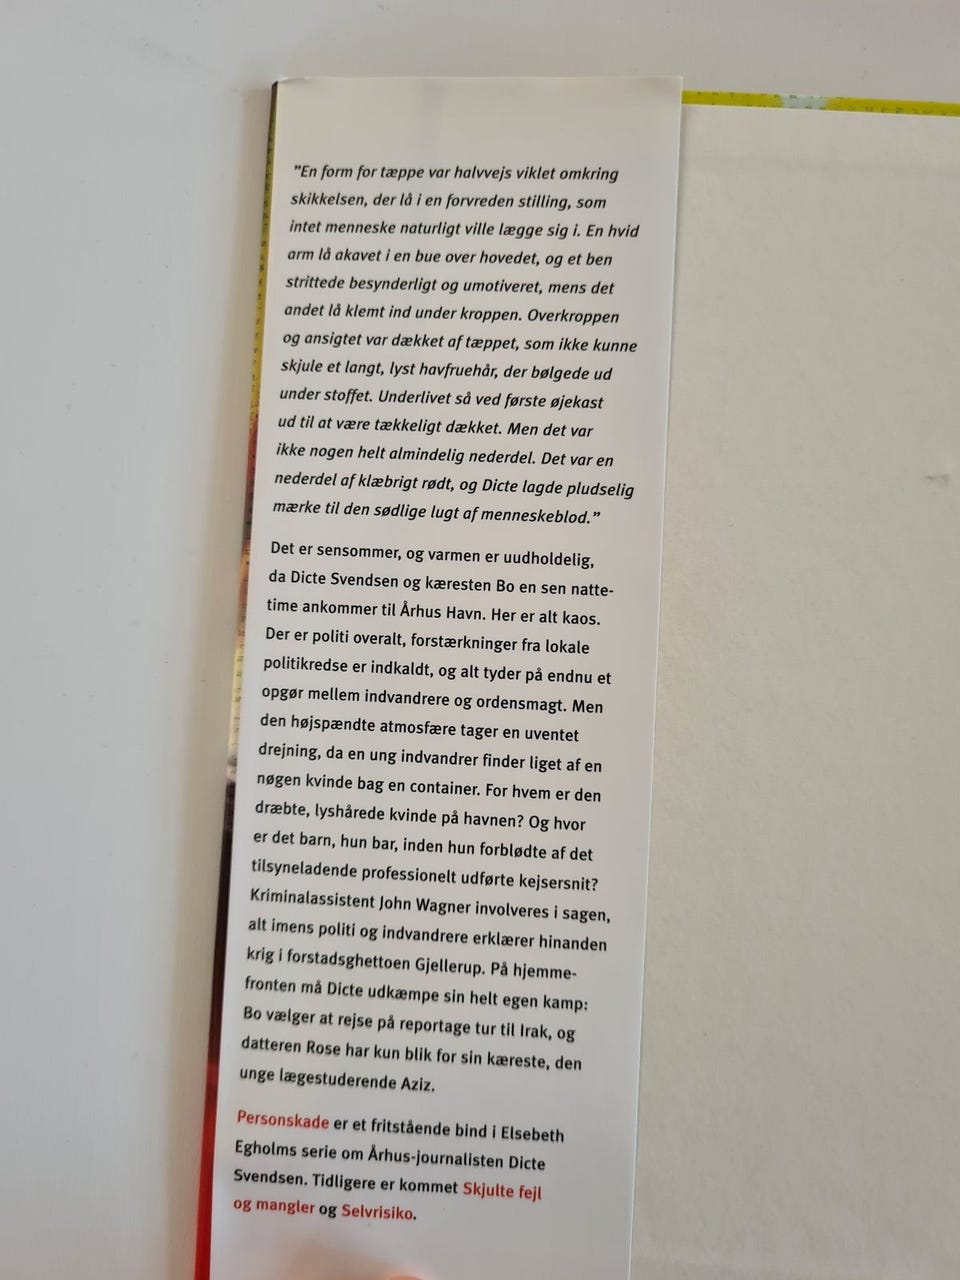 "En form for tæppe var halvvejs viklet omkring
skikkelsen, der lå i en forvreden stilling, som
intet menneske naturligt ville lægge sig i. En hvid
arm lå akavet i en bue over hovedet, og et ben
strittede besynderligt og umotiveret, mens det
andet lå klemt ind under kroppen. Overkroppen
og ansigtet var dækket af tæppet, som ikke kunne
skjule et langt, lyst havfruehår, der bølgede ud
under stoffet. Underlivet så ved første øjekast
ud til at være tækkeligt dækket. Men det var
ikke nogen helt almindelig nederdel. Det var en
nederdel af klæbrigt rødt, og Dicte lagde pludselig
mærke til den sødlige lugt af menneskeblod."
Det er sensommer, og varmen er uudholdelig,
da Dicte Svendsen og kæresten Bo en sen natte-
time ankommer til Århus Havn. Her er alt kaos.
Der er politi overalt, forstærkninger fra lokale
politikredse er indkaldt, og alt tyder på endnu et
opgør mellem indvandrere og ordensmagt. Men
den højspændte atmosfære tager en uventet
drejning, da en ung indvandrer finder liget af en
nøgen kvinde bag en container. For hvem er den
dræbte, lyshårede kvinde på havnen? Og hvor
er det barn, hun bar, inden hun forblødte af det
tilsyneladende professionelt udførte kejsersnit?
Kriminalassistent John Wagner involveres i sagen,
alt imens politi og indvandrere erklærer hinanden
krig i forstadsghettoen Gjellerup. På hjemme-
fronten må Dicte udkæmpe sin helt egen kamp:
Bo vælger at rejse på reportage tur til Irak, og
datteren Rose har kun blik for sin kæreste, den
unge lægestuderende Aziz.
Personskade er et fritstående bind i Elsebeth
Egholms serie om Århus-journalisten Dicte
Svendsen. Tidligere er kommet Skjulte fejl
og mangler og Selvrisiko.